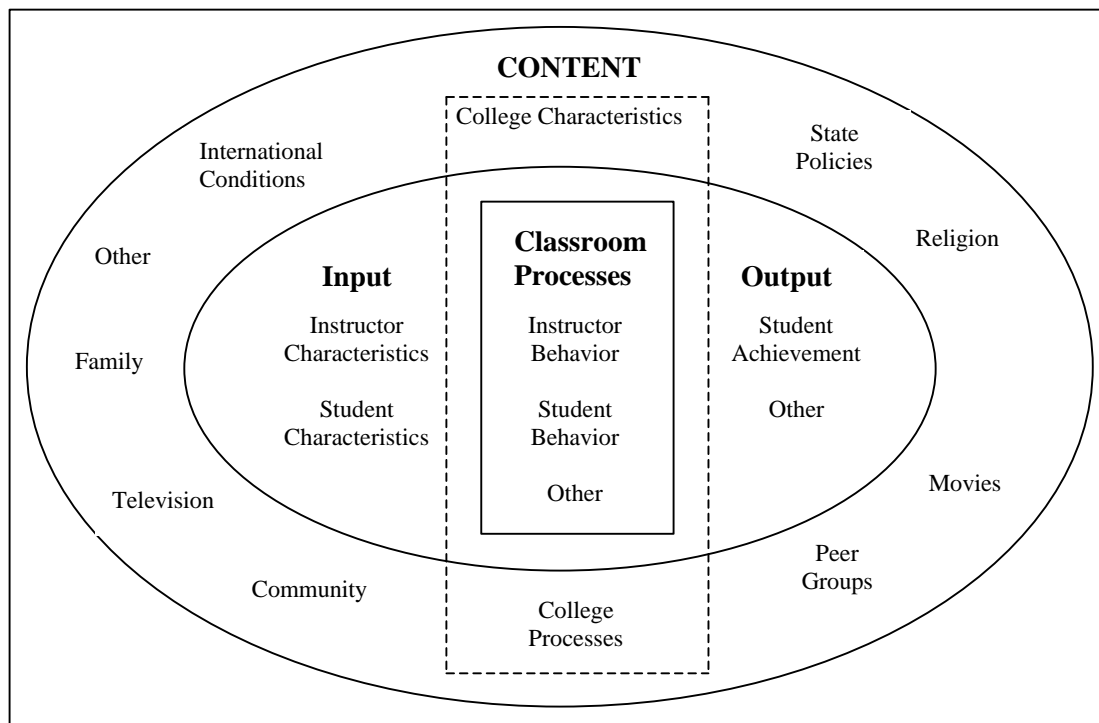 CONTENT
College Characteristics
International
Conditions
State
Policies
Other
Religion
Family
Television
Community
Movies
Peer
Groups
Input
Instructor
Characteristics
Student
Characteristics
Classroom
Processes
Instructor
Behavior
Student
Behavior
Other
Output
Student
Achievement
Other
College
Processes